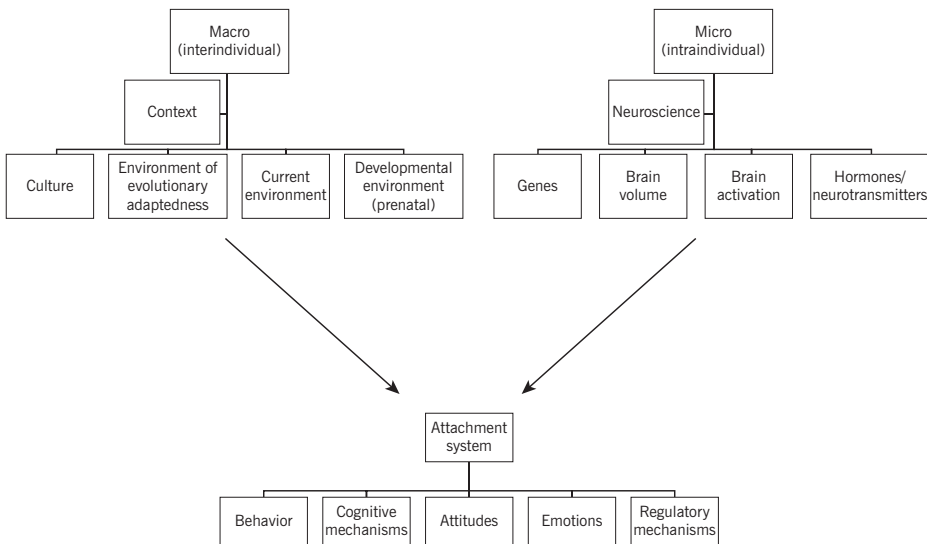 Macro
(interindividual)
Micro
(intraindividual)
Context
Neuroscience
Culture
Environment of
evolutionary
adaptedness
Current
environment
Developmental
environment
(prenatal)
Genes
Brain
volume
Brain
activation
Hormones/
neurotransmitters
Attachment
system
Behavior
Cognitive
mechanisms
Attitudes
Emotions
Regulatory
mechanisms